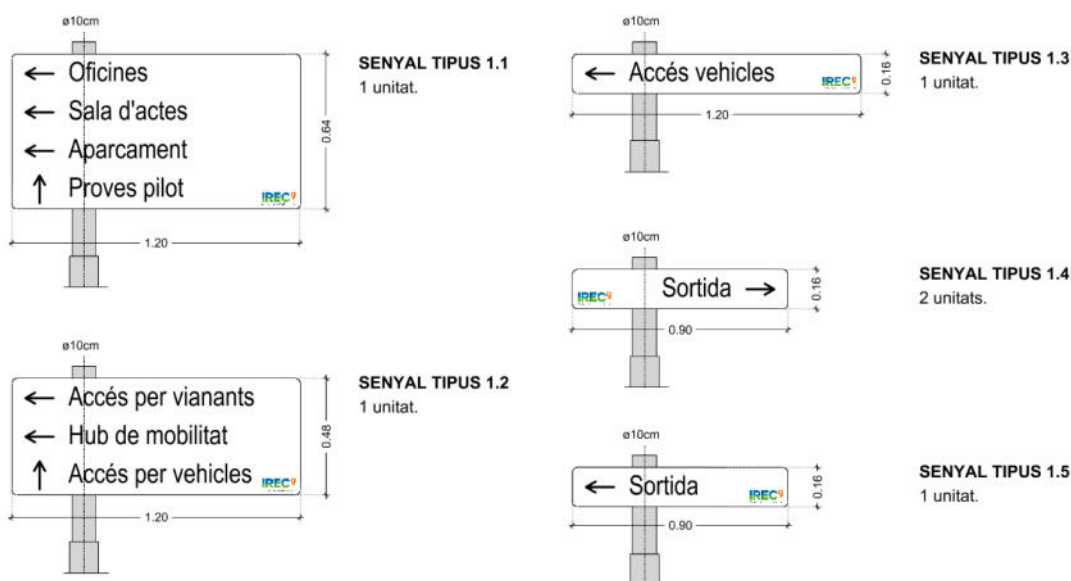 ø10cm
← Oficines
← Sala d'actes
← Aparcament
↑ Proves pilot
IREC
0.64
1.20
SENYAL TIPUS 1.1
1 unitat.
ø10cm
← Accés per vianants
← Hub de mobilitat
↑ Accés per vehicles
IREC
0.48
1.20
SENYAL TIPUS 1.2
1 unitat.
ø10cm
← Accés vehicles
IREC
0.16
1.20
SENYAL TIPUS 1.3
1 unitat.
ø10cm
IREC
Sortida →
0.16
0.90
SENYAL TIPUS 1.4
2 unitats.
ø10cm
← Sortida
IREC
0.16
0.90
SENYAL TIPUS 1.5
1 unitat.